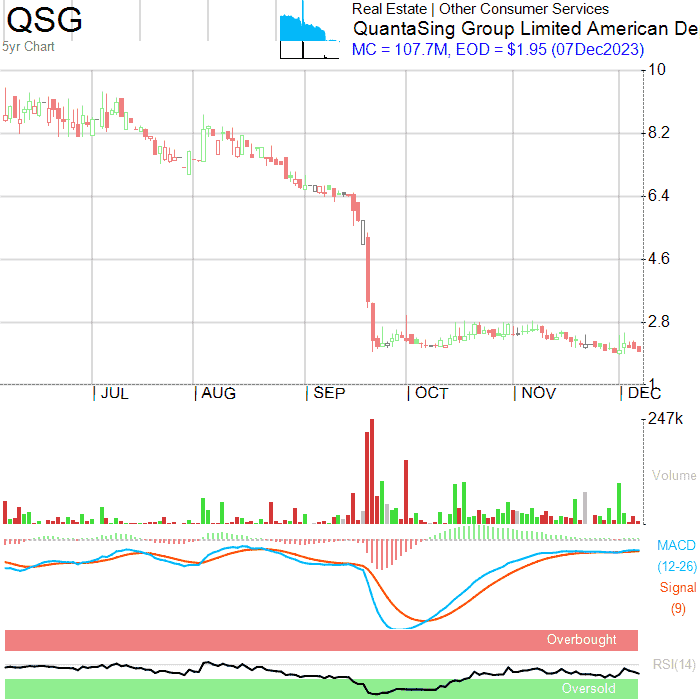 QSG
5yr Chart
Real Estate | Other Consumer Services
QuantaSing Group Limited American De
MC = 107.7M, EOD = $1.95 (07Dec2023)
10
8.2
6.4
4.6
2.8
1
JUL AUG SEP OCT NOV DEC
247k
Volume
MACD
(12-26)
Signal
(9)
Overbought
RSI(14)
Oversold